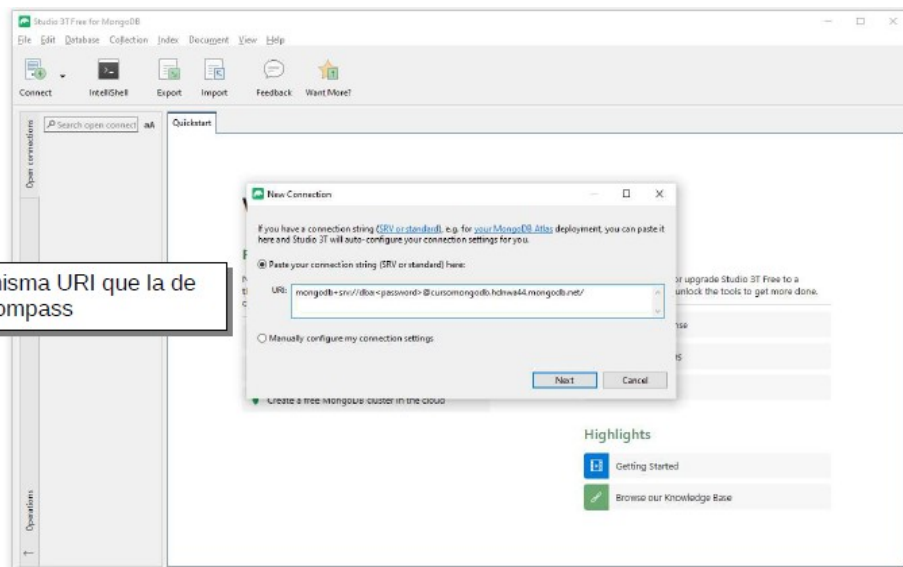 Studio 3T Free for MongoDB
File Edit Database Collection Index Document View Help
Connect IntelliShell Export Import Feedback Want More?
Open connections
Search open connect aA
Quickstart
New Connection
If you have a connection string (SRV or standard), e.g. for your MongoDB Atlas deployment, you can paste it
here and Studio 3T will auto-configure your connection settings for you.
Paste your connection string (SRV or standard) here:
URI: mongodb+srv://dba:<password>@cursomongodb.hdnwa44.mongodb.net/
Manually configure my connection settings
Next Cancel
misma URI que la de
ompass
or upgrade Studio 3T Free to a
unlock the tools to get more done.
Create a free MongoDB cluster in the cloud
Highlights
Getting Started
Browse our Knowledge Base
Operations